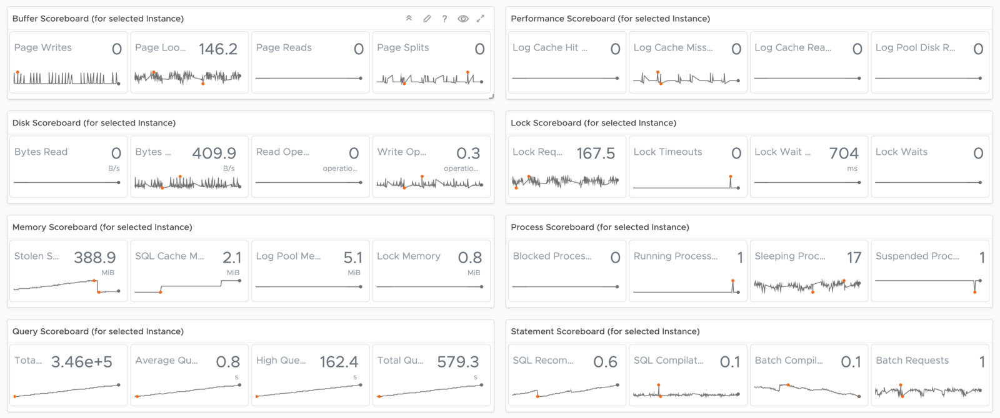 Buffer Scoreboard (for selected Instance)
?
Page Writes 0
Page Loo... 146.2
Page Reads 0
Page Splits 0
Performance Scoreboard (for selected Instance)
Log Cache Hit ... 0
Log Cache Miss... 0
Log Cache Rea... 0
Log Pool Disk R... 0
Disk Scoreboard (for selected Instance)
Bytes Read 0
B/s
Bytes ... 409.9
B/s
Read Ope... 0
operatio...
Write Op... 0.3
operatio...
Lock Scoreboard (for selected Instance)
Lock Req... 167.5
Lock Timeouts 0
Lock Wait ... 704
ms
Lock Waits 0
Memory Scoreboard (for selected Instance)
Stolen S... 388.9
MiB
SQL Cache M... 2.1
MiB
Log Pool Me... 5.1
MiB
Lock Memory 0.8
MiB
Process Scoreboard (for selected Instance)
Blocked Proces... 0
Running Process... 1
Sleeping Proc... 17
Suspended Proc... 1
Query Scoreboard (for selected Instance)
Tota... 3.46e+5
Average Qu... 0.8
s
High Que... 162.4
s
Total Qu... 579.3
s
Statement Scoreboard (for selected Instance)
SQL Recom... 0.6
SQL Compilat... 0.1
Batch Compil... 0.1
Batch Requests 1